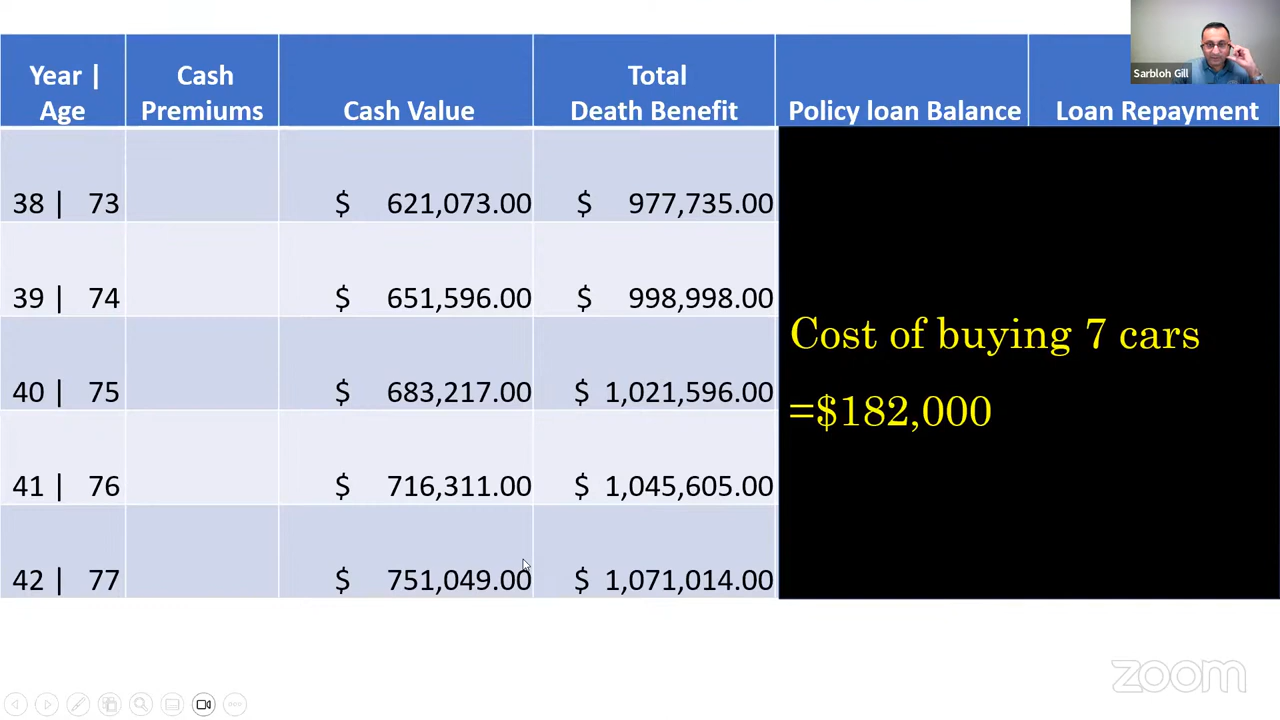 Sarbloh Gill
Year | Age Cash Premiums Cash Value Total Death Benefit Policy loan Balance Loan Repayment
38 | 73 $ 621,073.00 $ 977,735.00
39 | 74 $ 651,596.00 $ 998,998.00
40 | 75 $ 683,217.00 $ 1,021,596.00
41 | 76 $ 716,311.00 $ 1,045,605.00
42 | 77 $ 751,049.00 $ 1,071,014.00
Cost of buying 7 cars
=$182,000
zoom